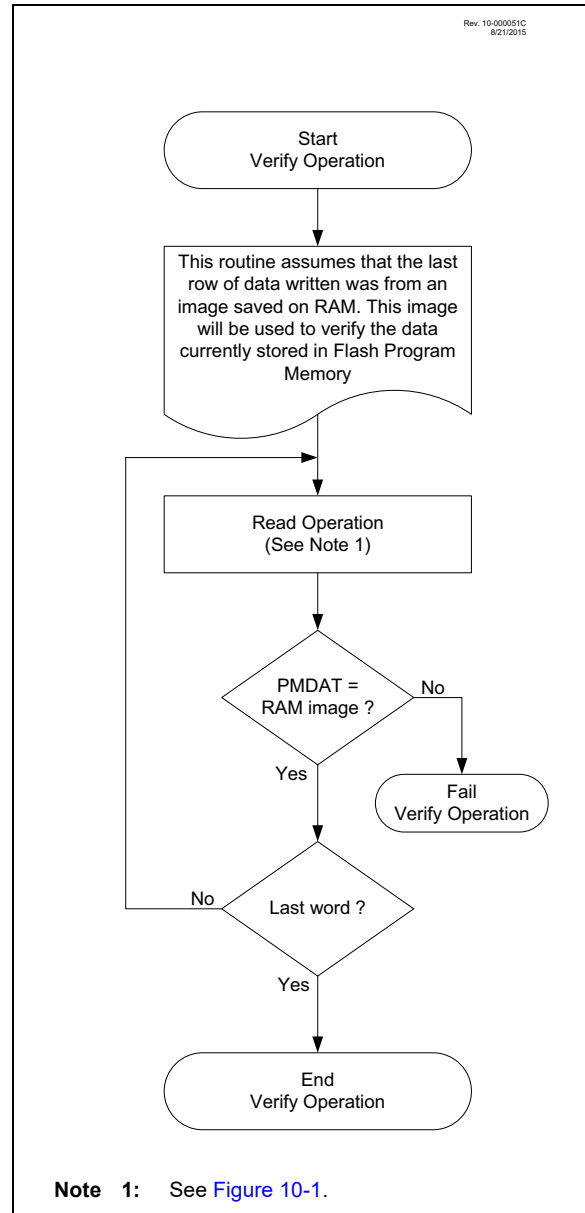 Rev. 10-000051C
8/21/2015
Start
Verify Operation
This routine assumes that the last
row of data written was from an
image saved on RAM. This image
will be used to verify the data
currently stored in Flash Program
Memory
Read Operation
(See Note 1)
PMDAT =
RAM image ?
No
Yes
Fail
Verify Operation
No
Last word ?
Yes
End
Verify Operation
Note 1: See Figure 10-1.